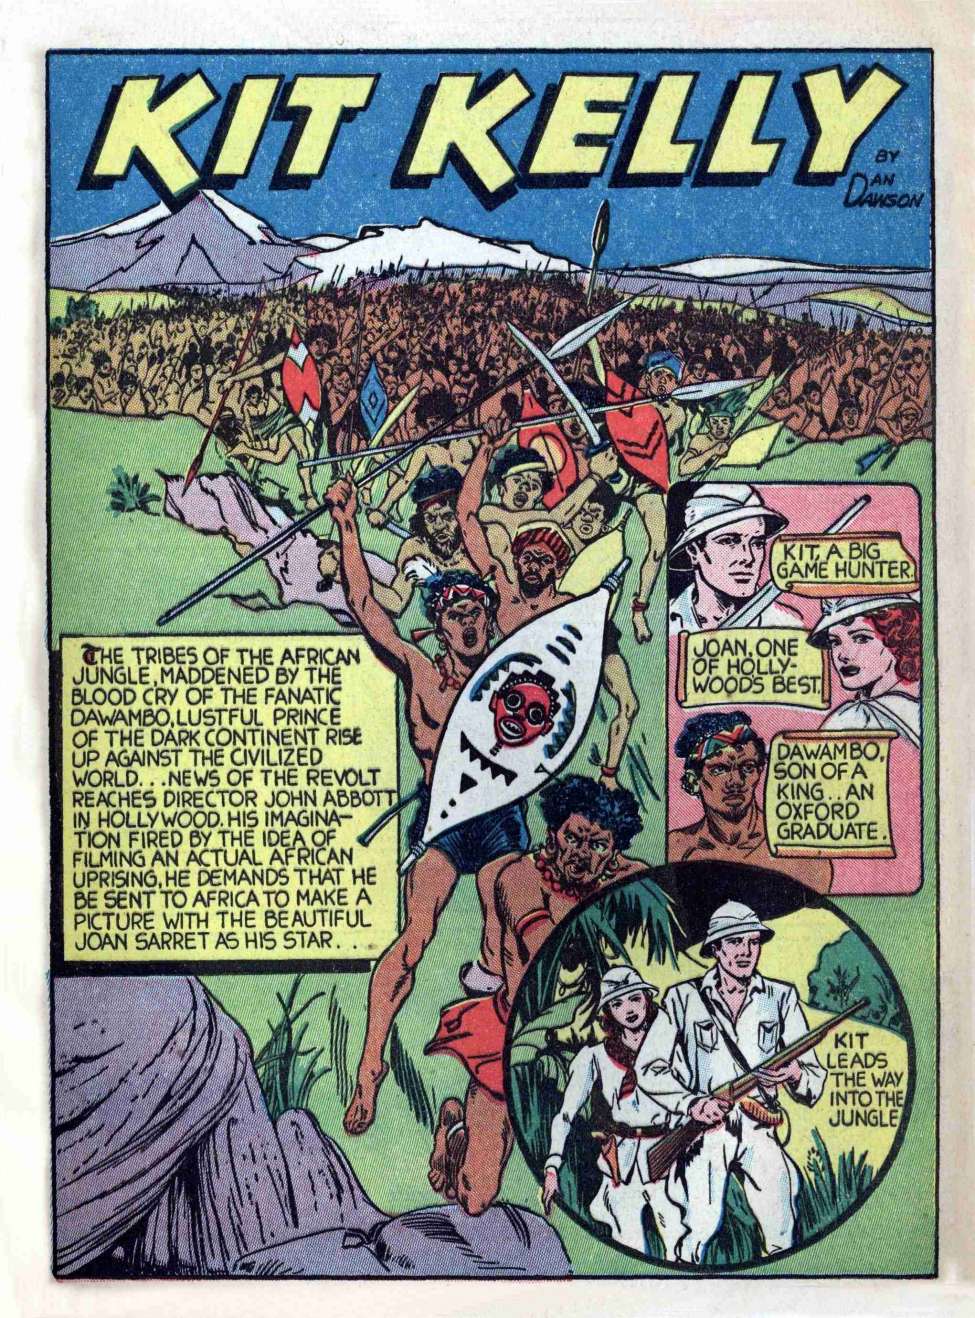 KIT KELLY
BY
DAN
DAWSON
KIT, A BIG
GAME HUNTER.
JOAN, ONE
OF HOLLY-
WOOD'S BEST.
DAWAMBO,
SON OF A
KING... AN
OXFORD
GRADUATE.
THE TRIBES OF THE AFRICAN
JUNGLE, MADDENED BY THE
BLOOD CRY OF THE FANATIC
DAWAMBO, LUSTFUL PRINCE
OF THE DARK CONTINENT RISE
UP AGAINST THE CIVILIZED
WORLD... NEWS OF THE REVOLT
REACHES DIRECTOR JOHN ABBOTT
IN HOLLYWOOD. HIS IMAGINA-
TION FIRED BY THE IDEA OF
FILMING AN ACTUAL AFRICAN
UPRISING, HE DEMANDS THAT HE
BE SENT TO AFRICA TO MAKE A
PICTURE WITH THE BEAUTIFUL
JOAN SARRET AS HIS STAR...
KIT
LEADS
THE WAY
INTO THE
JUNGLE